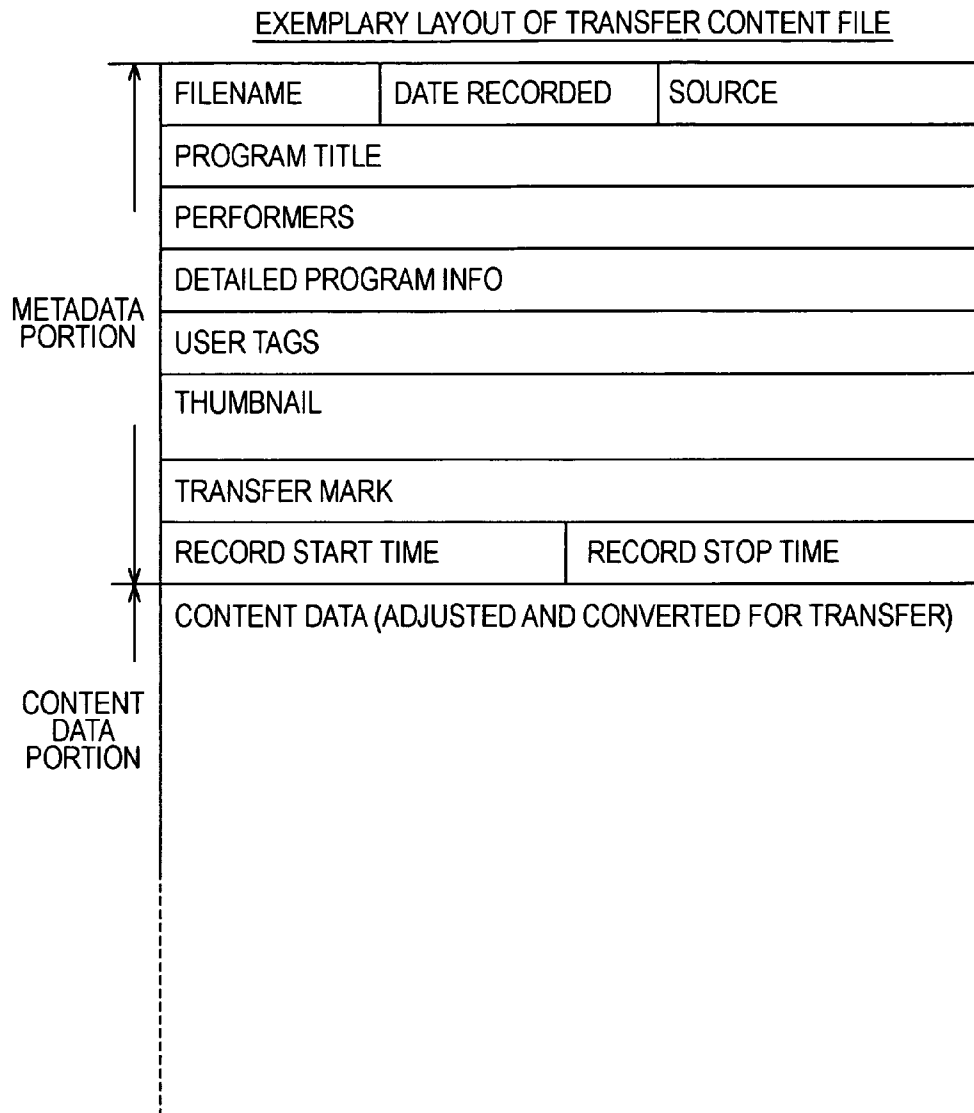 EXEMPLARY LAYOUT OF TRANSFER CONTENT FILE
FILENAME DATE RECORDED SOURCE
PROGRAM TITLE
PERFORMERS
DETAILED PROGRAM INFO
METADADA
PORTION
USER TAGS
THUMBNAIL
TRANSFER MARK
RECORD START TIME RECORD STOP TIME
CONTENT DATA (ADJUSTED AND CONVERTED FOR TRANSFER)
CONTENT
DATA
PORTION